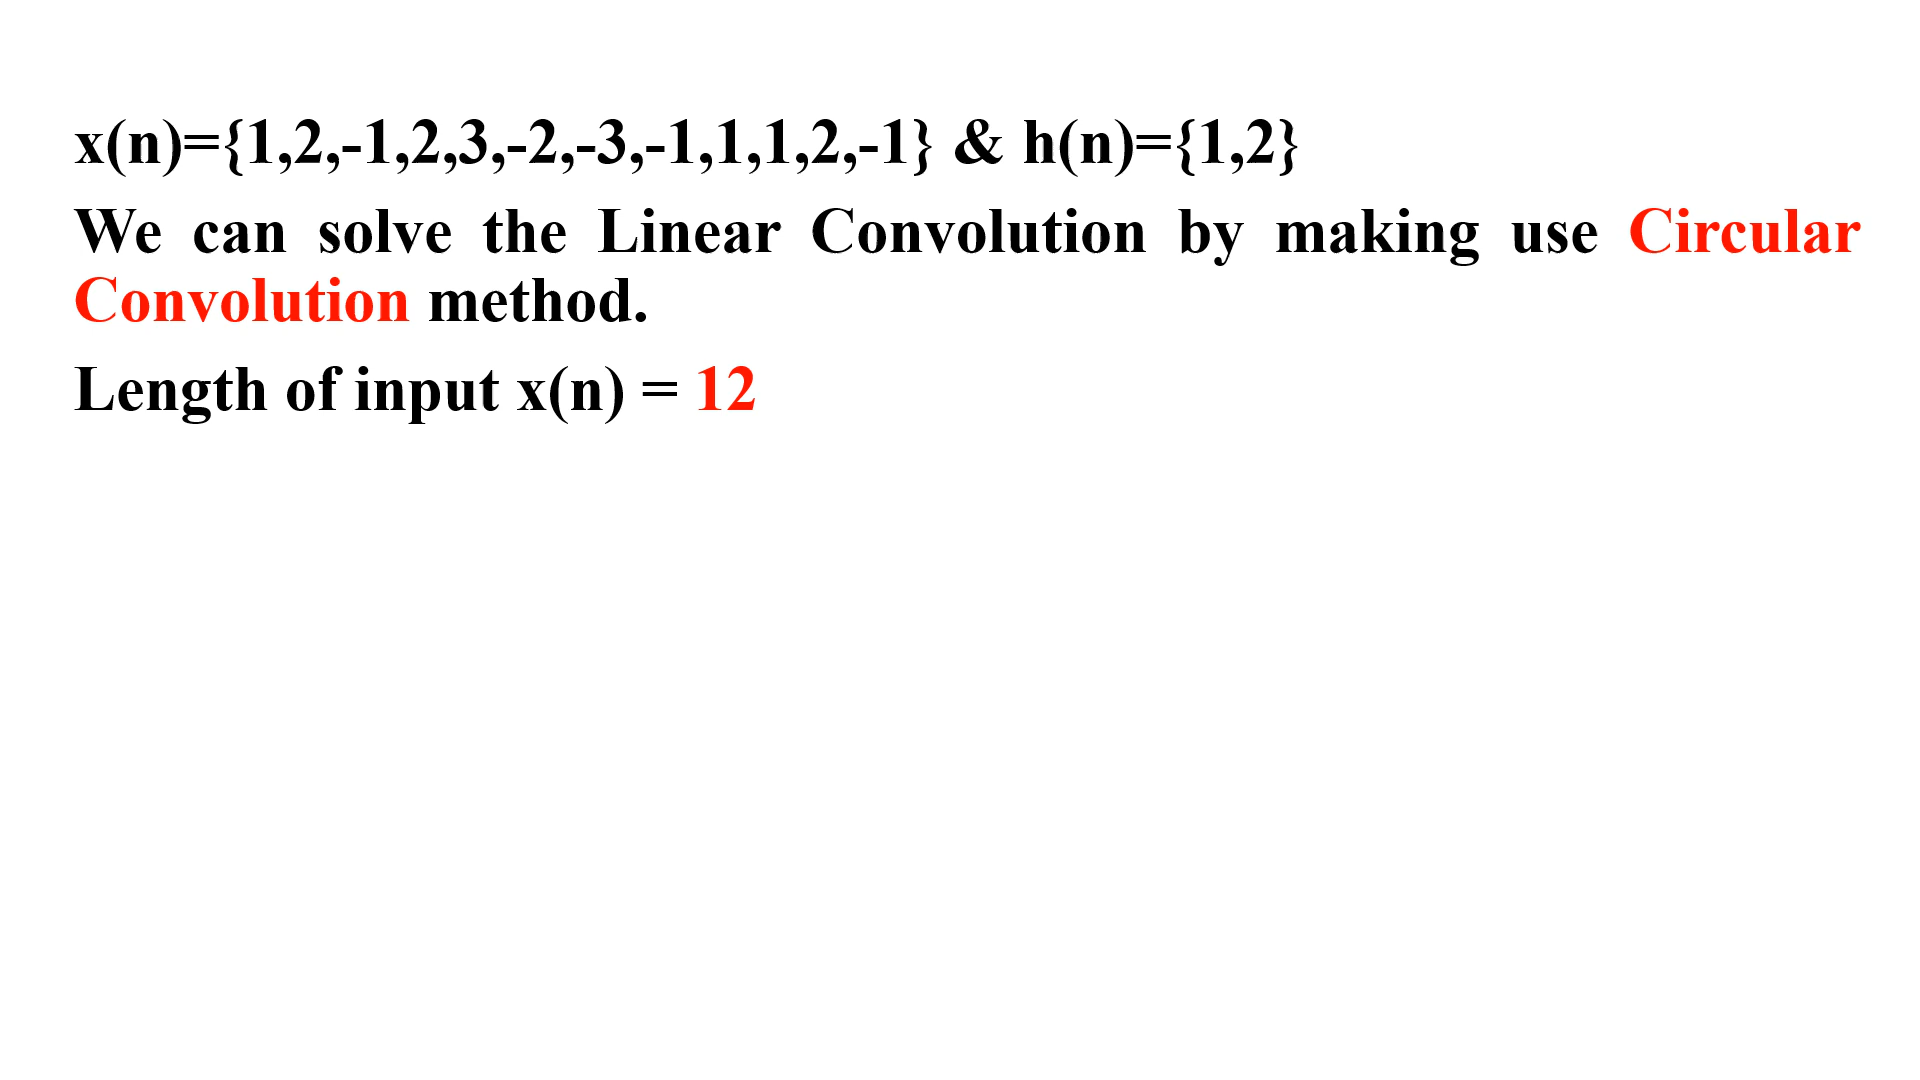 x(n)={1,2,-1,2,3,-2,-3,-1,1,1,2,-1} & h(n)={1,2}
We can solve the Linear Convolution by making use Circular
Convolution method.
Length of input x(n) = 12